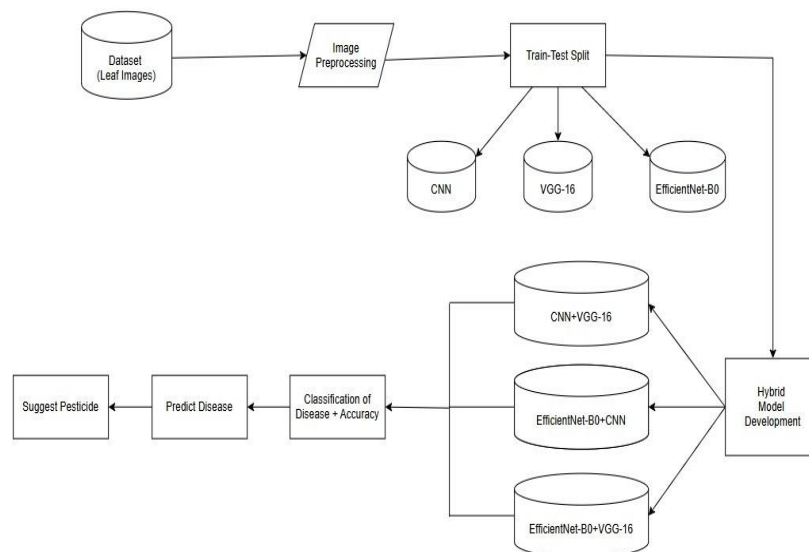 Dataset
(Leaf Images)
Image
Preprocessing
Train-Test Split
CNN
VGG-16
EfficientNet-B0
CNN+VGG-16
Suggest Pesticide
Predict Disease
Classification of
Disease + Accuracy
EfficientNet-B0+CNN
Hybrid
Model
Development
EfficientNet-B0+VGG-16